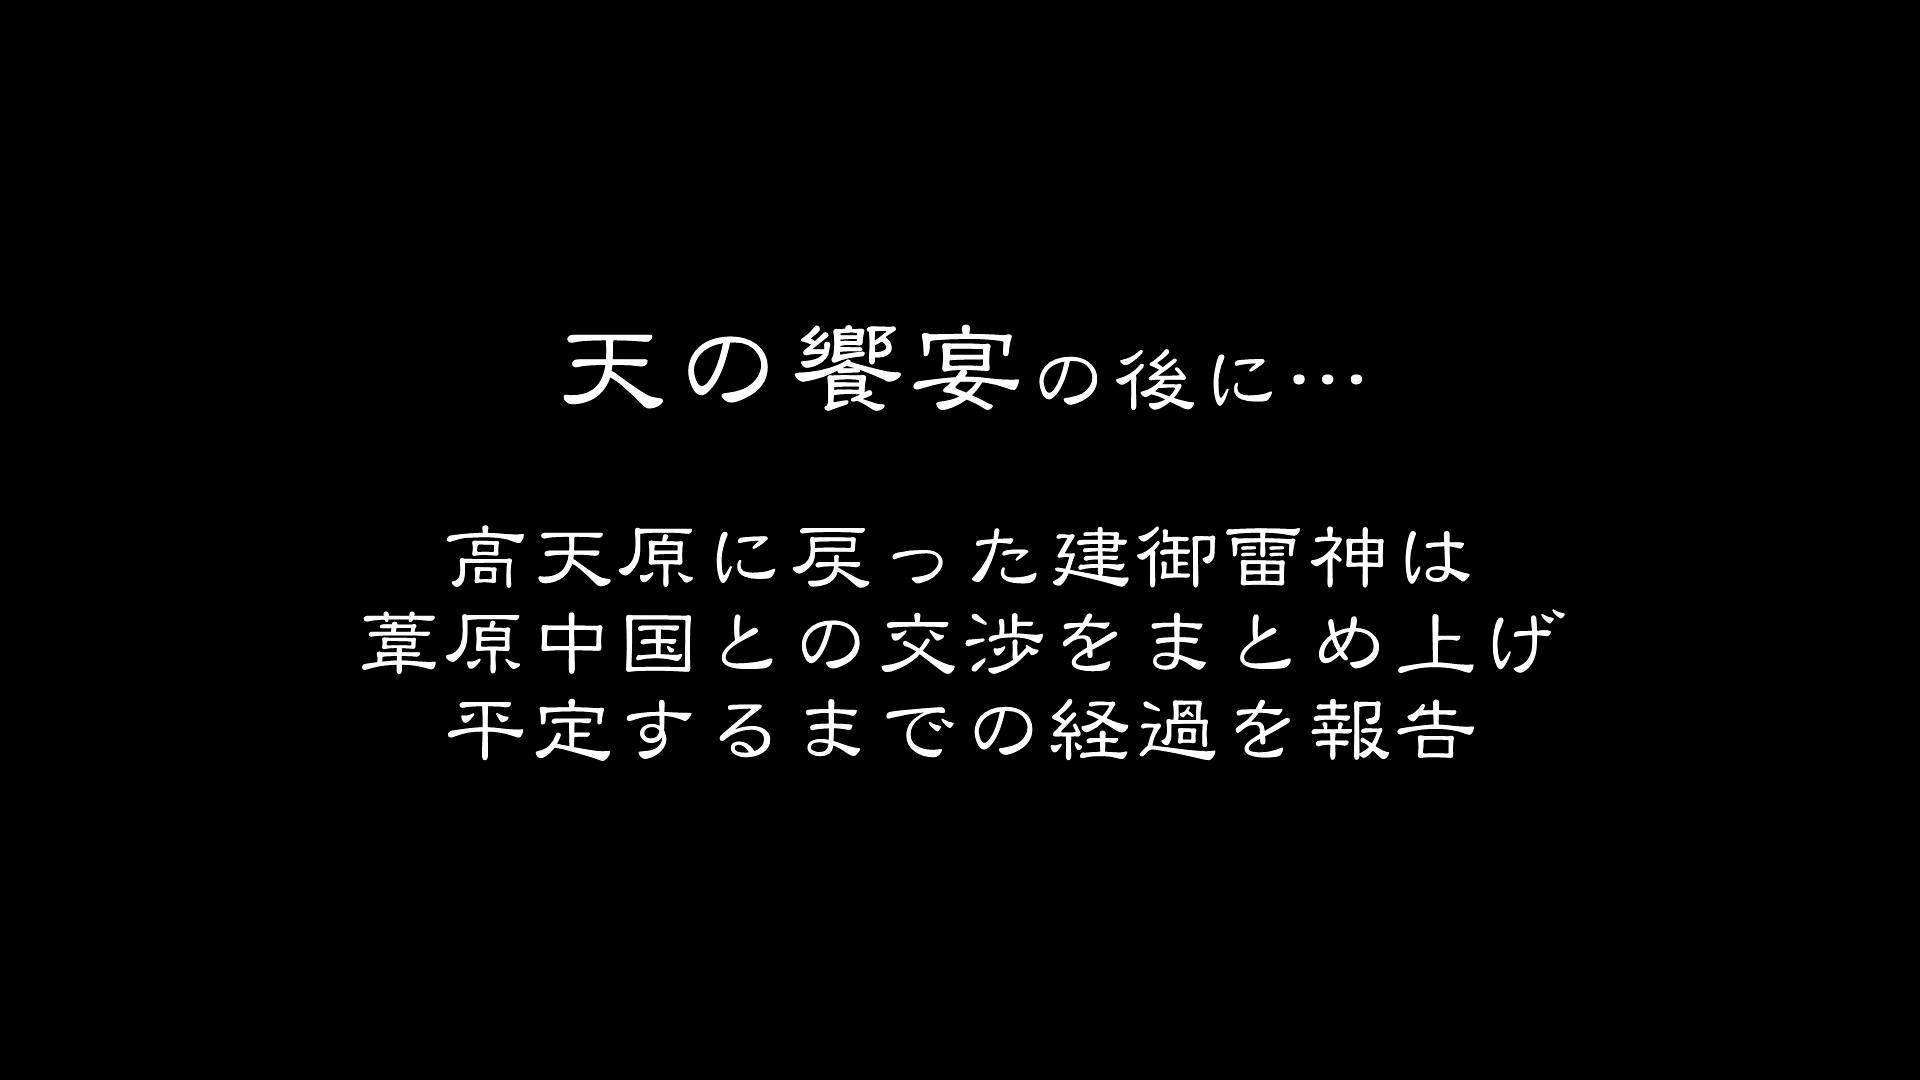 天の饗宴の後に…
高天原に戻った建御雷神は
葦原中国との交渉をまとめ上げ
平定するまでの経過を報告